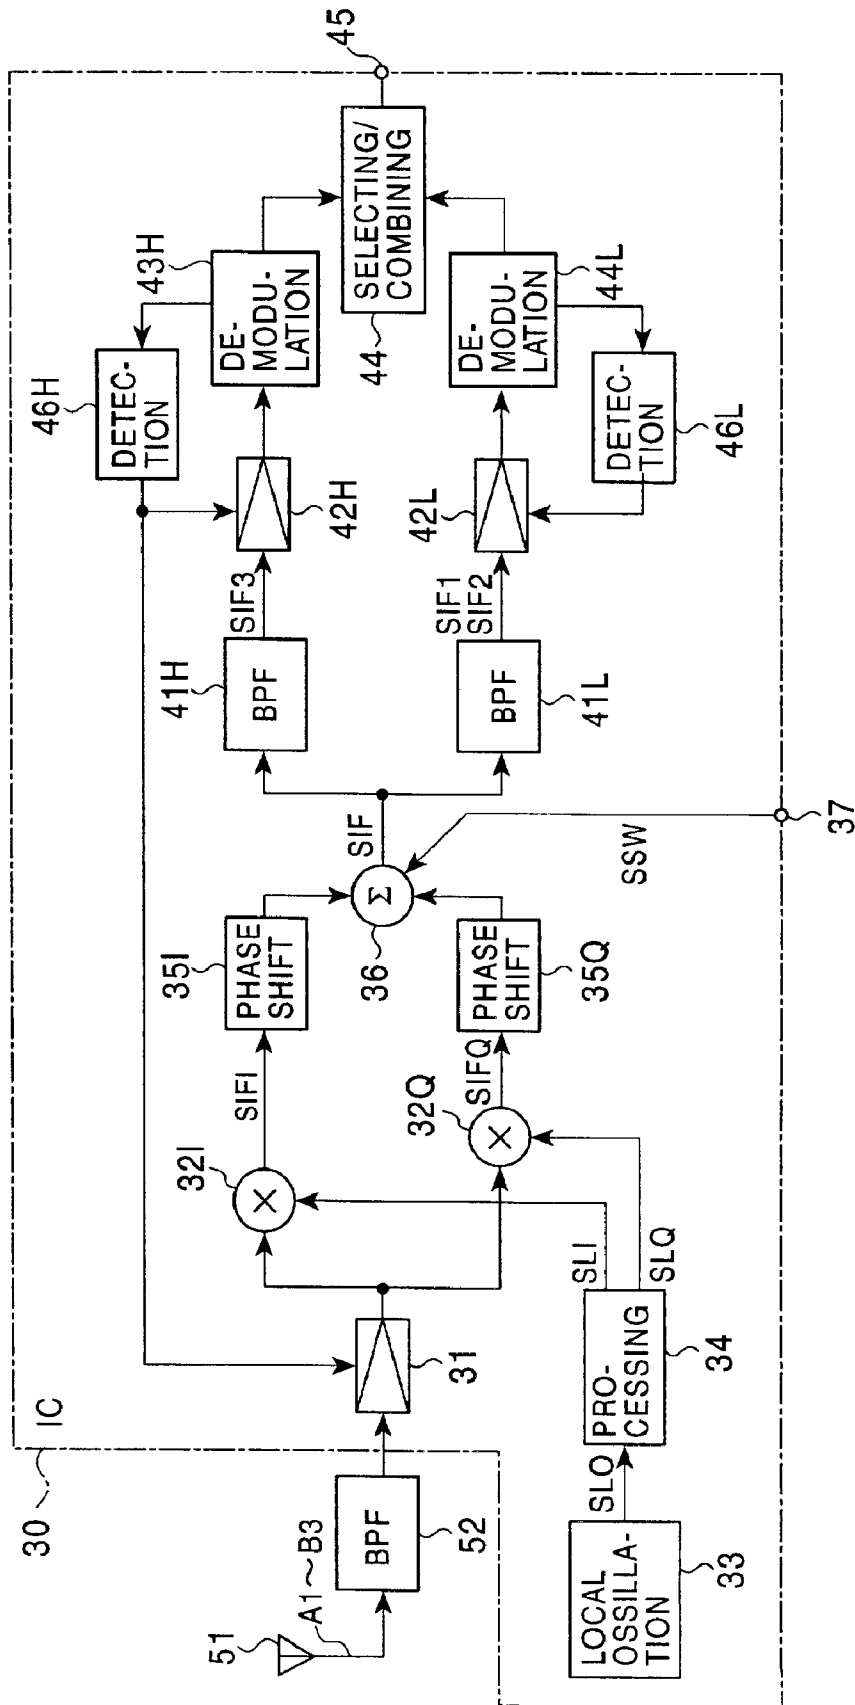 30
IC
51
A1~B3
BPF
52
31
LOCAL
OSSILLA-
TION
33
SLO
PRO-
CESSING
34
SLI
SLQ
32I
32Q
SIFI
SIFQ
35I
PHASE
SHIFT
35Q
PHASE
SHIFT
Σ
36
SIF
SSW
37
41H
BPF
SIF3
42H
41L
BPF
SIF1
SIF2
42L
46H
DETEC-
TION
43H
DE-
MODU-
LATION
44
SELECTING/
COMBINING
45
DE-
MODU-
LATION
44L
DETEC-
TION
46L